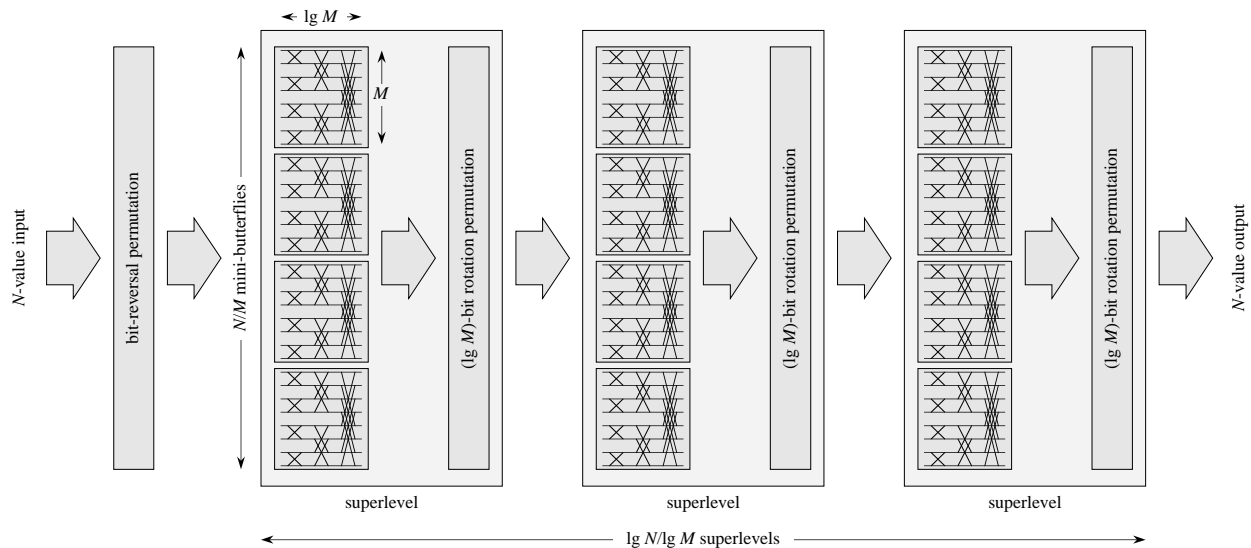 lg M
N-value input
bit-reversal permutation
N/M mini-butterflies
M
(lg M)-bit rotation permutation
(lg M)-bit rotation permutation
(lg M)-bit rotation permutation
N-value output
superlevel
superlevel
superlevel
lg N/lg M superlevels